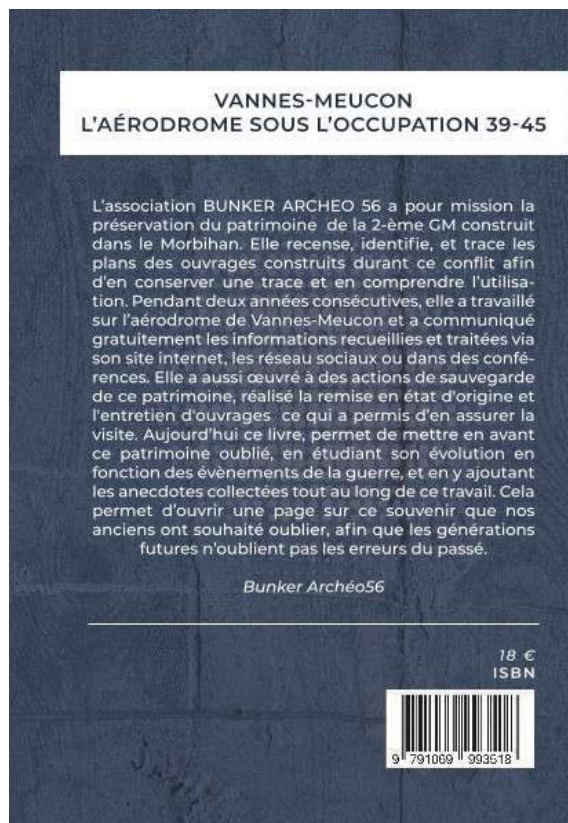 VANNES-MEUCON
L'AÉRODROME SOUS L'OCCUPATION 39-45
L'association BUNKER ARCHEO 56 a pour mission la
préservation du patrimoine de la 2-ème GM construit
dans le Morbihan. Elle recense, identifie, et trace les
plans des ouvrages construits durant ce conflit afin
d'en conserver une trace et en comprendre l'utilisa-
tion. Pendant deux années consécutives, elle a travaillé
sur l'aérodrome de Vannes-Meucon et a communiqué
gratuitement les informations recueillies et traitées via
son site internet, les réseau sociaux ou dans des confé-
rences. Elle a aussi œuvré à des actions de sauvegarde
de ce patrimoine, réalisé la remise en état d'origine et
l'entretien d'ouvrages ce qui a permis d'en assurer la
visite. Aujourd'hui ce livre, permet de mettre en avant
ce patrimoine oublié, en étudiant son évolution en
fonction des évènements de la guerre, et en y ajoutant
les anecdotes collectées tout au long de ce travail. Cela
permet d'ouvrir une page sur ce souvenir que nos
anciens ont souhaité oublier, afin que les générations
futures n'oublient pas les erreurs du passé.
Bunker Archéo56
18 €
ISBN
9 791069 993518